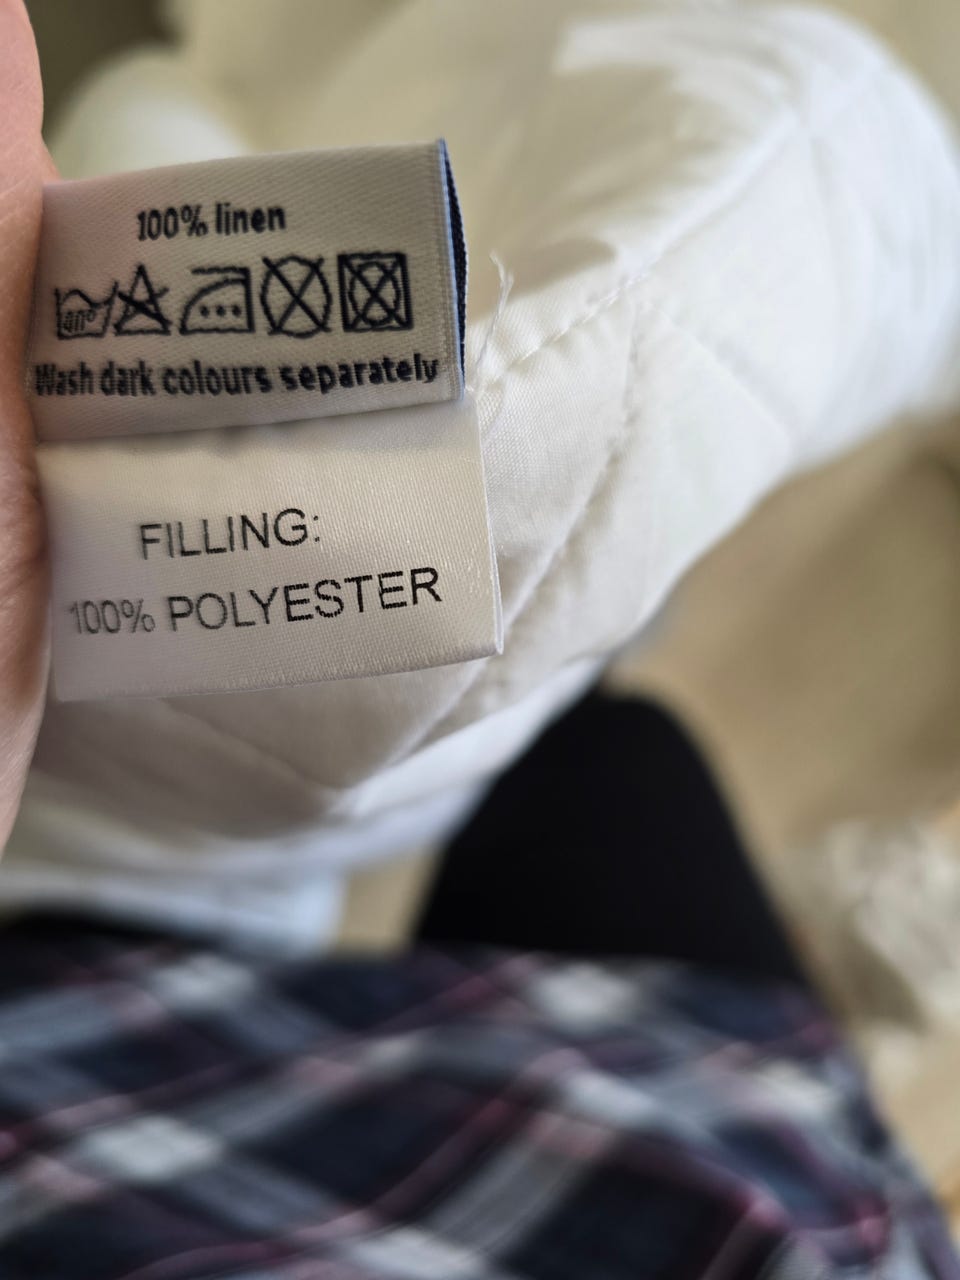 100% linen
40°
Wash dark colours separately
FILLING:
100% POLYESTER